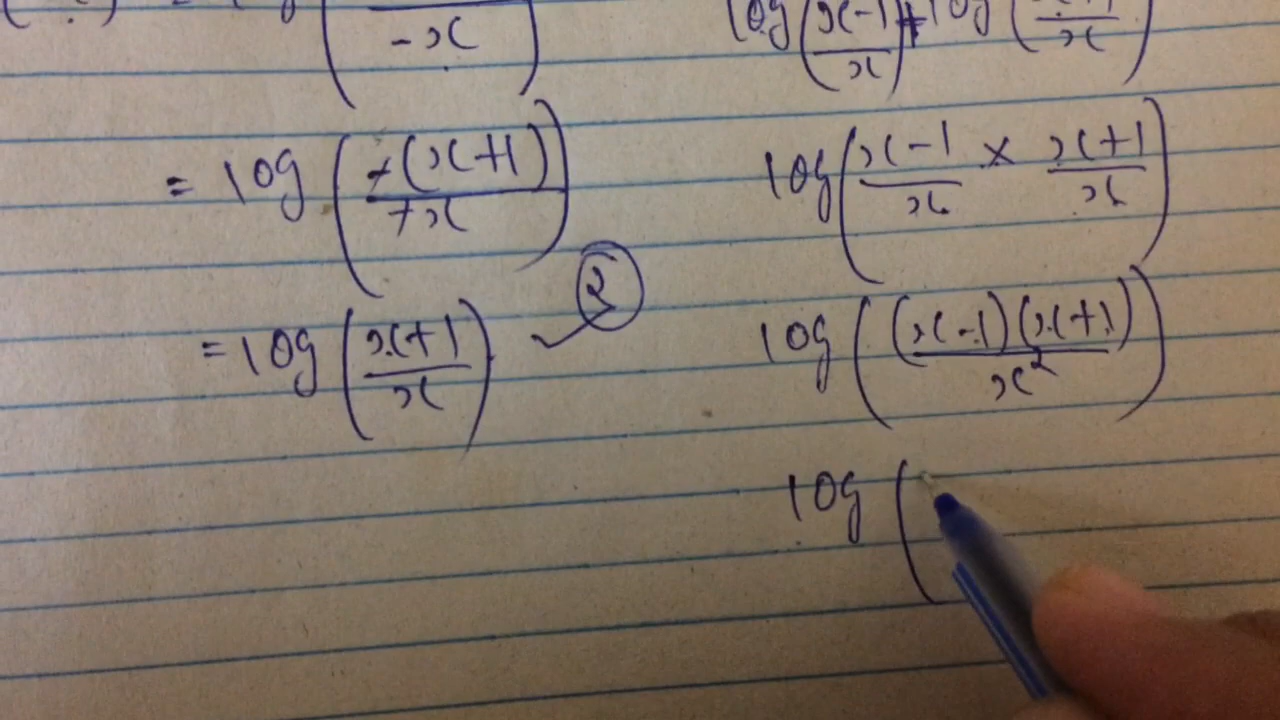 -x
log((x-1)/x) + log((x+1)/x)
= log(-(x+1)/-x)
= log((x+1)/x) ②
log((x-1)/x × (x+1)/x)
log((x-1)(x+1)/x²)
log(